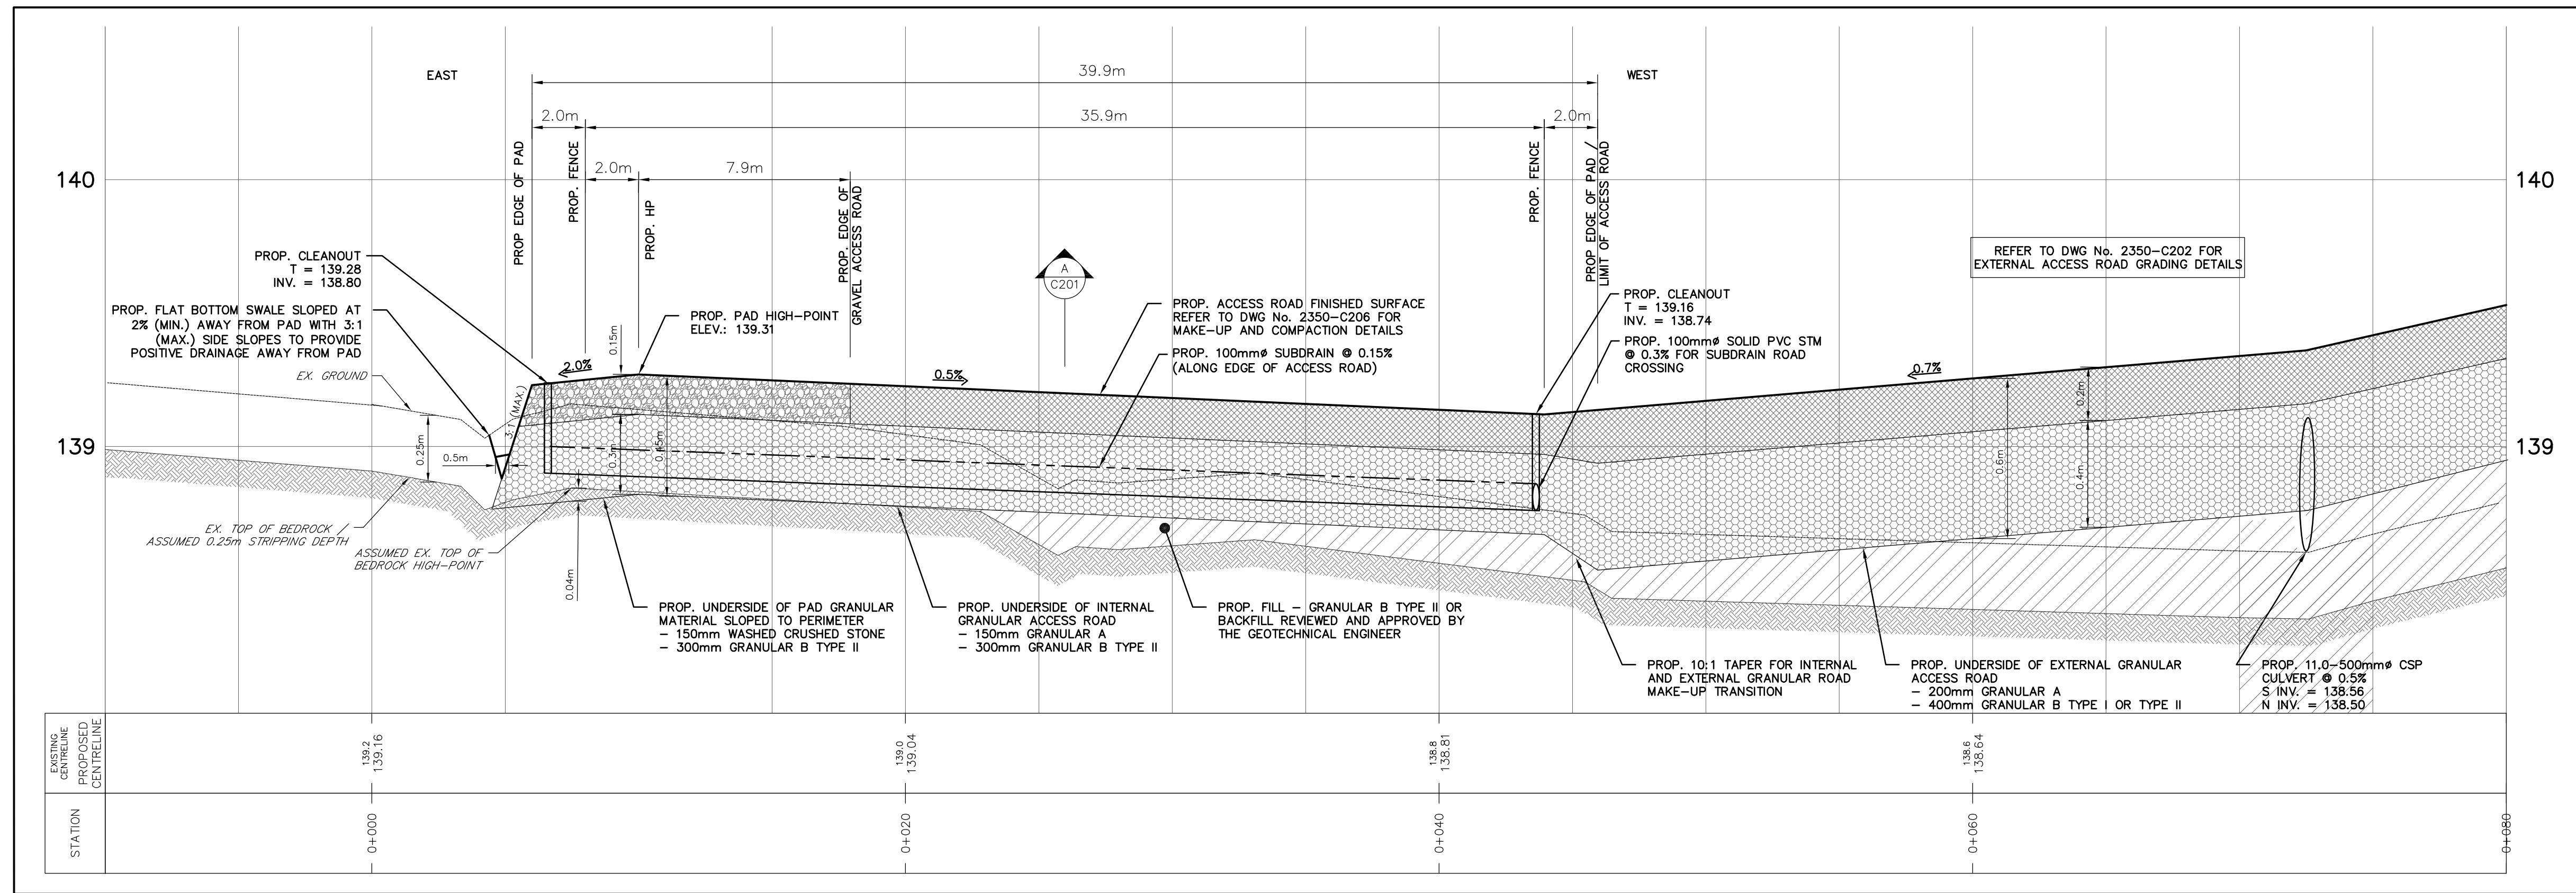 EAST
39.9m
WEST
2.0m
35.9m
2.0m
PROP EDGE OF PAD
PROP. FENCE
2.0m
7.9m
PROP. HP
PROP. EDGE OF
GRAVEL ACCESS ROAD
PROP. FENCE
PROP EDGE OF PAD /
LIMIT OF ACCESS ROAD
140
140
PROP. CLEANOUT
T = 139.28
INV. = 138.80
PROP. FLAT BOTTOM SWALE SLOPED AT
2% (MIN.) AWAY FROM PAD WITH 3:1
(MAX.) SIDE SLOPES TO PROVIDE
POSITIVE DRAINAGE AWAY FROM PAD
EX. GROUND
2.0%
0.15m
PROP. PAD HIGH-POINT
ELEV.: 139.31
0.5%
A
C201
PROP. ACCESS ROAD FINISHED SURFACE
REFER TO DWG No. 2350-C206 FOR
MAKE-UP AND COMPACTION DETAILS
PROP. 100mmø SUBDRAIN @ 0.15%
(ALONG EDGE OF ACCESS ROAD)
PROP. CLEANOUT
T = 139.16
INV. = 138.74
PROP. 100mmø SOLID PVC STM
@ 0.3% FOR SUBDRAIN ROAD
CROSSING
REFER TO DWG No. 2350-C202 FOR
EXTERNAL ACCESS ROAD GRADING DETAILS
0.7%
139
139
3:1 (MAX.)
0.25m
0.5m
0.3m
0.45m
0.04m
0.6m
0.2m
0.4m
EX. TOP OF BEDROCK /
ASSUMED 0.25m STRIPPING DEPTH
ASSUMED EX. TOP OF
BEDROCK HIGH-POINT
PROP. UNDERSIDE OF PAD GRANULAR
MATERIAL SLOPED TO PERIMETER
- 150mm WASHED CRUSHED STONE
- 300mm GRANULAR B TYPE II
PROP. UNDERSIDE OF INTERNAL
GRANULAR ACCESS ROAD
- 150mm GRANULAR A
- 300mm GRANULAR B TYPE II
PROP. FILL - GRANULAR B TYPE II OR
BACKFILL REVIEWED AND APPROVED BY
THE GEOTECHNICAL ENGINEER
PROP. 10:1 TAPER FOR INTERNAL
AND EXTERNAL GRANULAR ROAD
MAKE-UP TRANSITION
PROP. UNDERSIDE OF EXTERNAL GRANULAR
ACCESS ROAD
- 200mm GRANULAR A
- 400mm GRANULAR B TYPE I OR TYPE II
PROP. 11.0-500mmø CSP
CULVERT @ 0.5%
S INV. = 138.56
N INV. = 138.50
EXISTING
CENTRELINE
PROPOSED
CENTRELINE
139.2
139.16
139.0
139.04
138.8
138.81
138.6
138.64
STATION
0+000
0+020
0+040
0+060
0+080